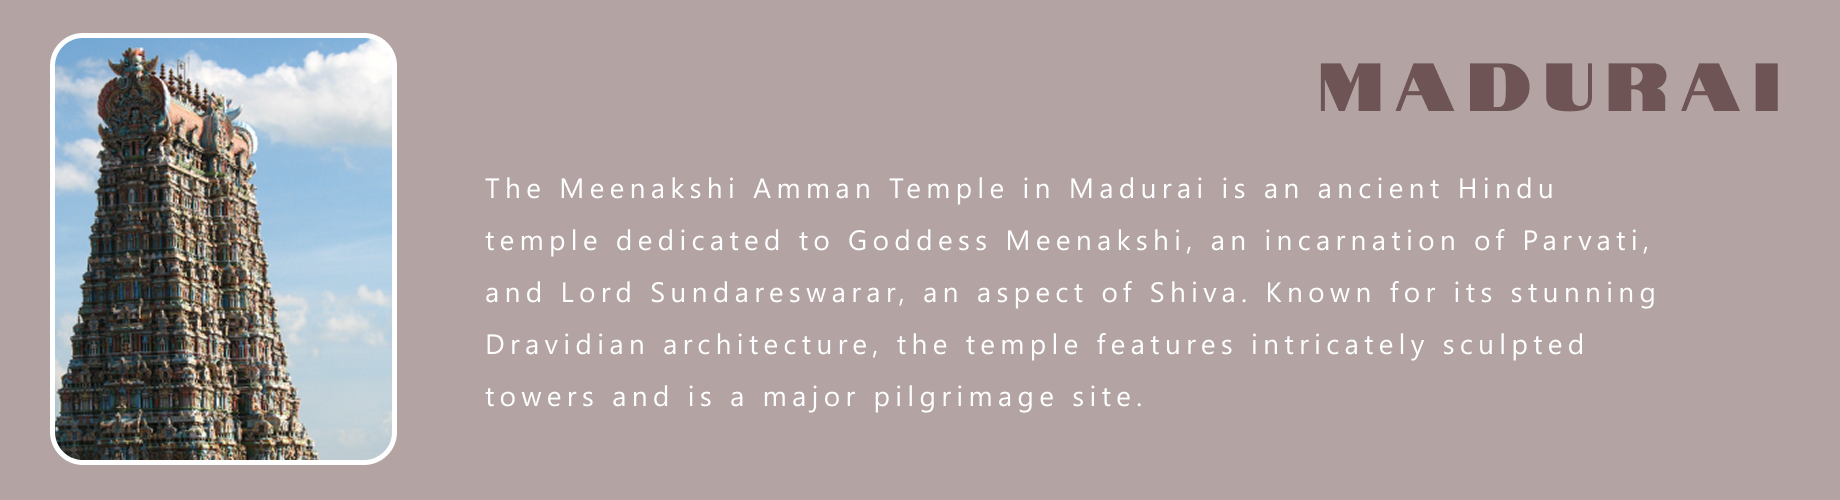 MADURAI
The Meenakshi Amman Temple in Madurai is an ancient Hindu
temple dedicated to Goddess Meenakshi, an incarnation of Parvati,
and Lord Sundareswarar, an aspect of Shiva. Known for its stunning
Dravidian architecture, the temple features intricately sculpted
towers and is a major pilgrimage site.